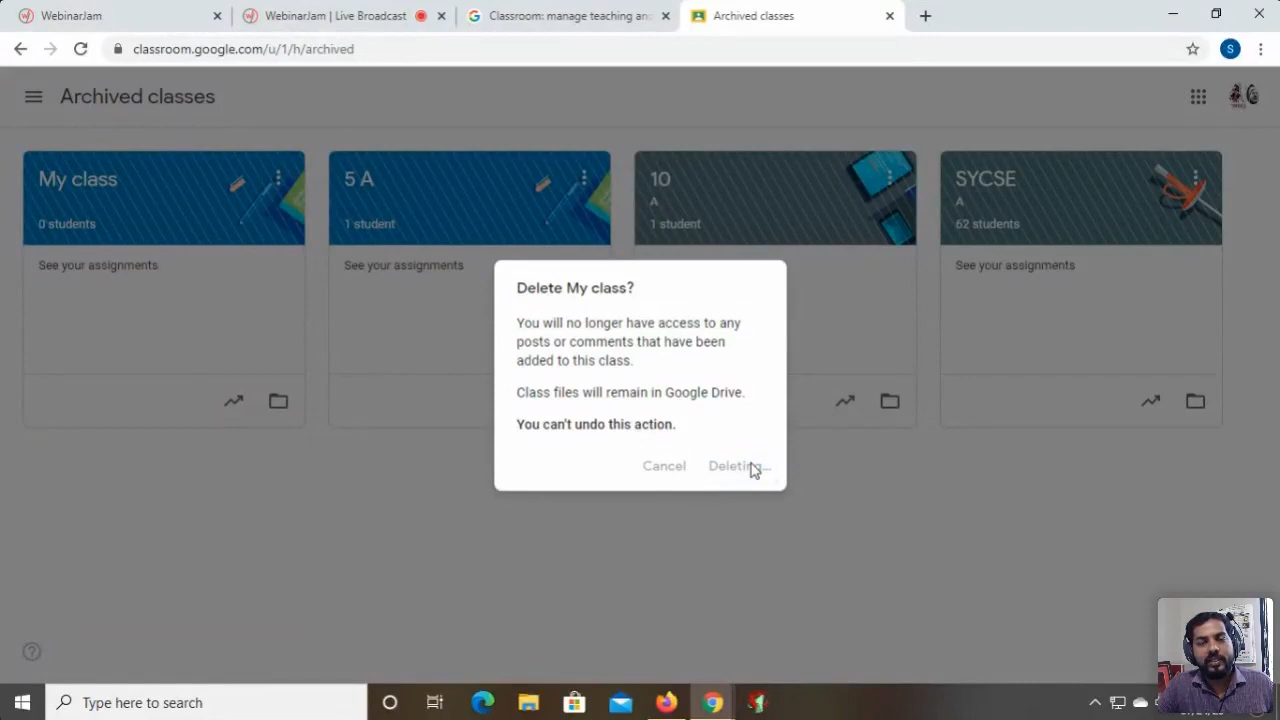 WebinarJam
WebinarJam | Live Broadcast
Classroom: manage teaching and
Archived classes
classroom.google.com/u/1/h/archived
S
Archived classes
My class
0 students
See your assignments
5 A
1 student
See your assignments
10
A
1 student
SYCSE
A
62 students
See your assignments
Delete My class?
You will no longer have access to any
posts or comments that have been
added to this class.
Class files will remain in Google Drive.
You can't undo this action.
Cancel
Deleting...
Type here to search